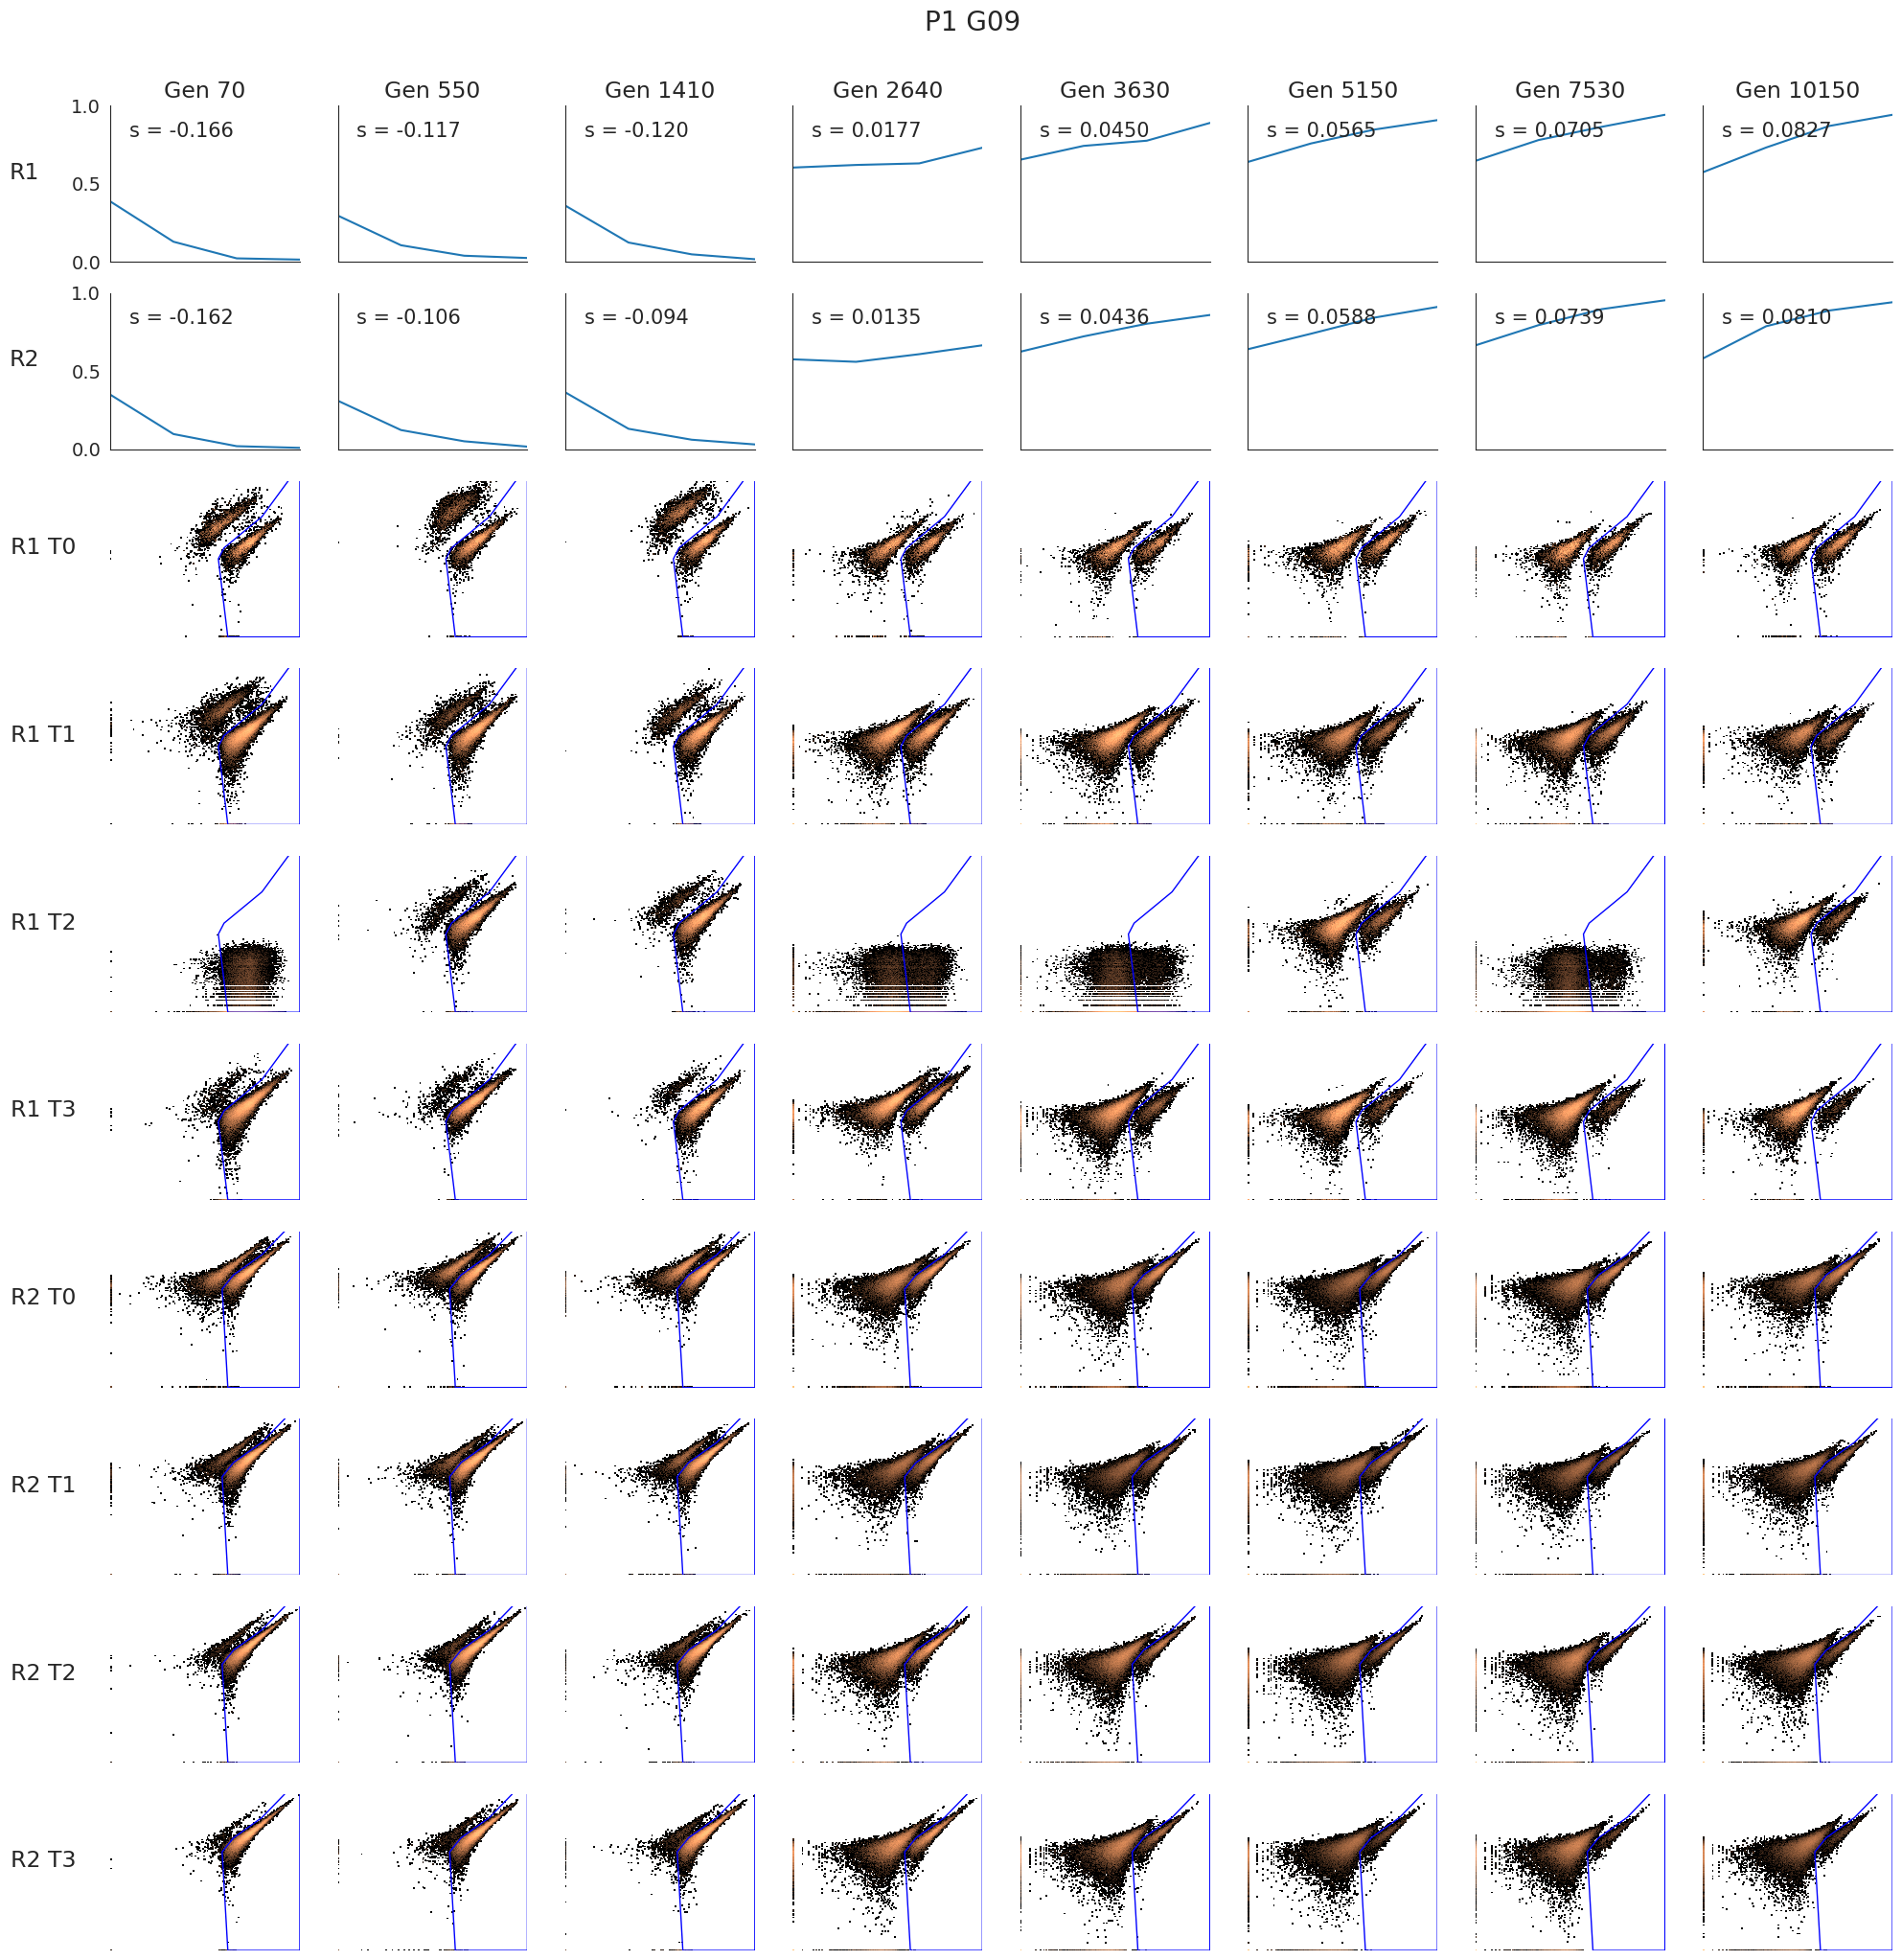 P1 G09
Gen 70 Gen 550 Gen 1410 Gen 2640 Gen 3630 Gen 5150 Gen 7530 Gen 10150
1.0
s = -0.166 s = -0.117 s = -0.120 s = 0.0177 s = 0.0450 s = 0.0565 s = 0.0705 s = 0.0827
R1
0.5
0.0
1.0
s = -0.162 s = -0.106 s = -0.094 s = 0.0135 s = 0.0436 s = 0.0588 s = 0.0739 s = 0.0810
R2
0.5
0.0
R1 T0
R1 T1
R1 T2
R1 T3
R2 T0
R2 T1
R2 T2
R2 T3